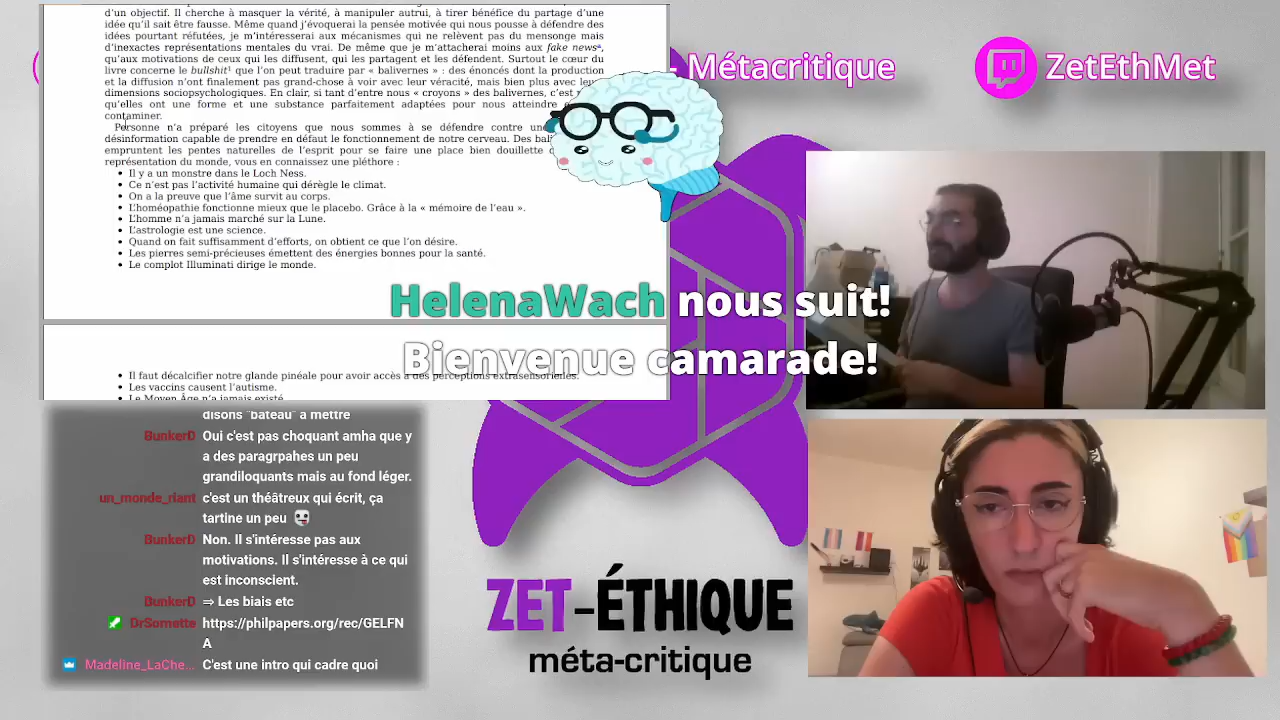 d'un objectif. Il cherche à masquer la vérité, à manipuler autrui, à tirer bénéfice du partage d'une
idée qu'il sait être fausse. Même quand j'évoquerai la pensée motivée qui nous pousse à défendre des
idées pourtant réfutées, je m'intéresserai aux mécanismes qui ne relèvent pas du mensonge mais
d'inexactes représentations mentales du vrai. De même que je m'attacherai moins aux fake news
qu'aux motivations de ceux qui les diffusent, qui les partagent et les défendent. Surtout le cœur du
livre concerne le bullshit¹ que l'on peut traduire par « balivernes » : des énoncés dont la production
et la diffusion n'ont finalement pas grand-chose à voir avec leur véracité, mais bien plus avec
dimensions sociopsychologiques. En clair, si tant d'entre nous « croyons » des balivernes, c'est
qu'elles ont une forme et une substance parfaitement adaptées pour nous atteindre
contaminer.
Personne n'a préparé les citoyens que nous sommes à se défendre contre
désinformation capable de prendre en défaut le fonctionnement de notre cerveau. Des
empruntent les pentes naturelles de l'esprit pour se faire une place bien douillette
représentation du monde, vous en connaissez une pléthore :
• Il y a un monstre dans le Loch Ness.
• Ce n'est pas l'activité humaine qui dérègle le climat.
• On a la preuve que l'âme survit au corps.
• L'homéopathie fonctionne mieux que le placebo. Grâce à la « mémoire de l'eau ».
• L'homme n'a jamais marché sur la Lune.
• L'astrologie est une science.
• Quand on fait suffisamment d'efforts, on obtient ce que l'on désire.
• Les pierres semi-précieuses émettent des énergies bonnes pour la santé.
• Le complot Illuminati dirige le monde.
• Il faut décalcifier notre glande pinéale pour avoir accès à des perceptions extrasensorielles.
• Les vaccins causent l'autisme.
• Le Moyen Âge n'a jamais existé
- Métacritique
ZetEthMet
HelenaWach nous suit!
Bienvenue camarade!
disons "bateau" a mettre
BunkerD Oui c'est pas choquant amha que y
a des paragrpahes un peu
grandiloquants mais au fond léger.
un_monde_riant c'est un théâtreux qui écrit, ça
tartine un peu
BunkerD Non. Il s'intéresse pas aux
motivations. Il s'intéresse à ce qui
est inconscient.
BunkerD ⇒ Les biais etc
DrSomette https://philpapers.org/rec/GELFN
A
Madeline_LaChe... C'est une intro qui cadre quoi
ZET-ÉTHIQUE
méta-critique